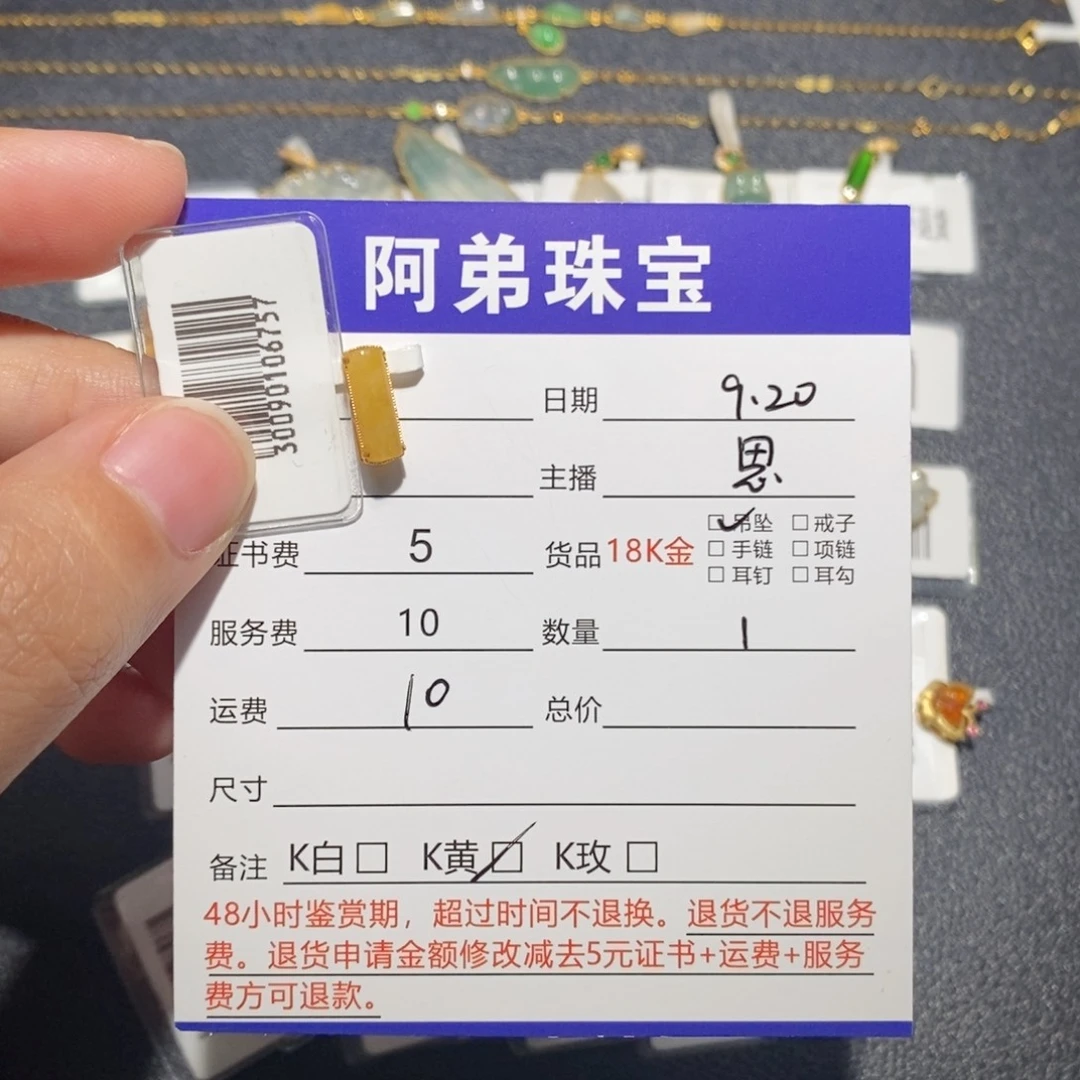 阿弟珠宝
30090106757
日期 9.20
主播 恩
证书费 5 货品 18K金 吊坠 戒子
手链 项链
耳钉 耳勾
服务费 10 数量 1
运费 10 总价
尺寸
备注 K白 K黄 K玫
48小时鉴赏期，超过时间不退换。退货不退服务
费。退货申请金额修改减去5元证书+运费+服务
费方可退款。